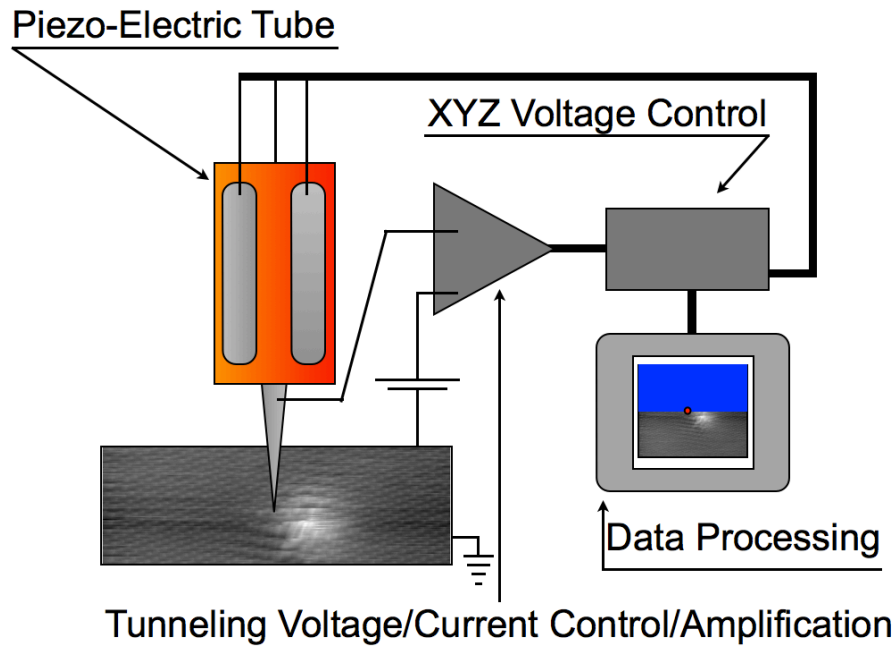 Piezo-Electric Tube
XYZ Voltage Control
Data Processing
Tunneling Voltage/Current Control/Amplification